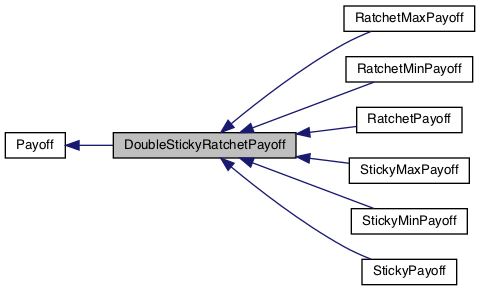 RatchetMaxPayoff
RatchetMinPayoff
RatchetPayoff
Payoff
DoubleStickyRatchetPayoff
StickyMaxPayoff
StickyMinPayoff
StickyPayoff